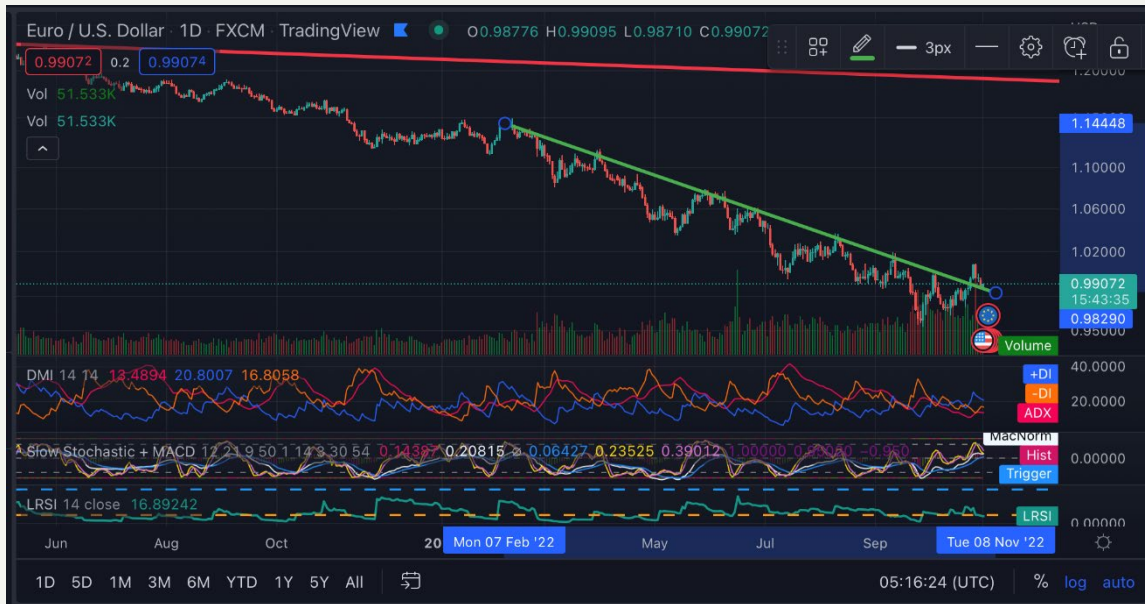 Euro / U.S. Dollar · 1D · FXCM · TradingView O0.98776 H0.99095 L0.98710 C0.99072
3px
0.99072 0.2 0.99074
1.20000
Vol 51.533K
Vol 51.533K
1.14448
1.10000
1.06000
1.02000
0.99072
15:43:35
0.98290
0.95000
Volume
DMI 14 14 13.4894 20.8007 16.8058
40.0000
+DI
-DI
20.0000
ADX
MacNorm
Slow Stochastic + MACD 12 21 9 50 1 14 3 30 54 0.20815 ∅ 0.06427 0.23525 0.39012
Hist
0.00000
Trigger
LRSI 14 close 16.89242
LRSI
0.00000
Jun Aug Oct 20 Mon 07 Feb '22 May Jul Sep Tue 08 Nov '22
1D 5D 1M 3M 6M YTD 1Y 5Y All 05:16:24 (UTC) % log auto